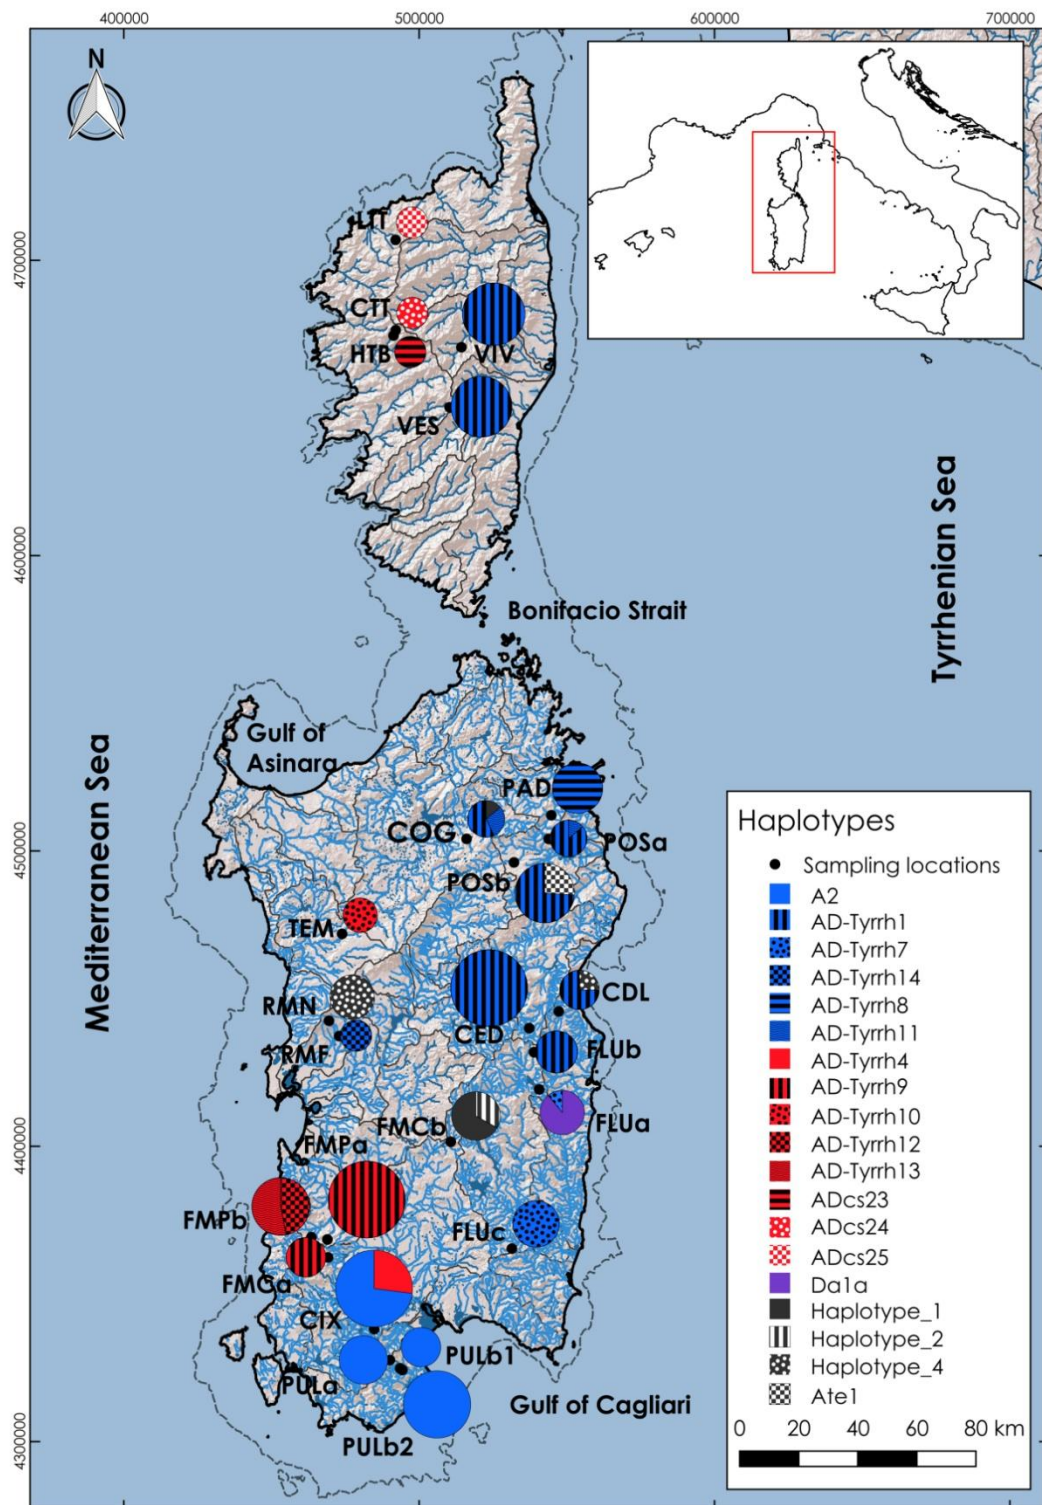 400000
500000
600000
700000
N
LTT
4700000
CTT
HTB
VIV
VES
4600000
Bonifacio Strait
Tyrrhenian Sea
Gulf of
Asinara
Mediterranean Sea
PAD
COG
POSa
4500000
POSb
TEM
RMN
CDL
CED
RMF
FLUb
FMCb
FLUa
4400000
FMPa
FMPb
FLUc
FMCa
CIX
PULb1
PULa
Gulf of Cagliari
PULb2
4300000
Haplotypes
Sampling locations
A2
AD-Tyrrh1
AD-Tyrrh7
AD-Tyrrh14
AD-Tyrrh8
AD-Tyrrh11
AD-Tyrrh4
AD-Tyrrh9
AD-Tyrrh10
AD-Tyrrh12
AD-Tyrrh13
ADcs23
ADcs24
ADcs25
Da1a
Haplotype_1
Haplotype_2
Haplotype_4
Ate1
0 20 40 60 80 km